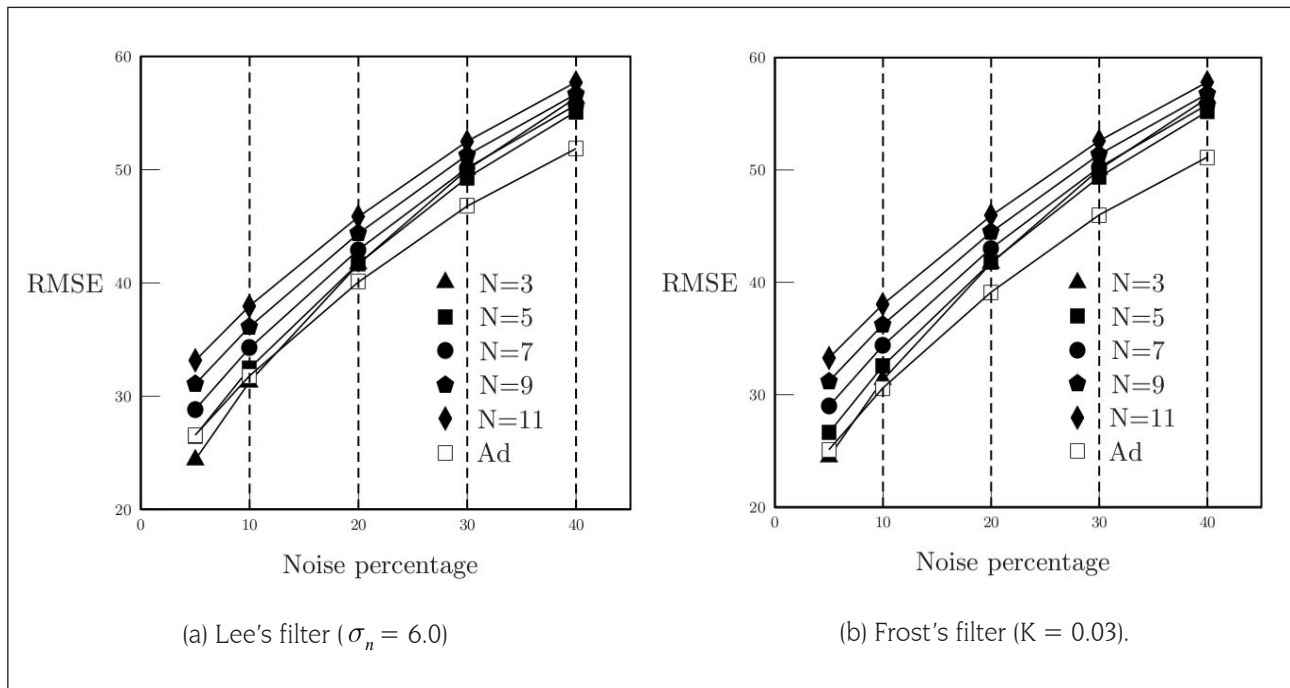 60
50
40
30
20
RMSE
0
10
20
30
40
Noise percentage
N=3
N=5
N=7
N=9
N=11
Ad
(a) Lee's filter (σn = 6.0)
60
50
40
30
20
RMSE
0
10
20
30
40
Noise percentage
N=3
N=5
N=7
N=9
N=11
Ad
(b) Frost's filter (K = 0.03).